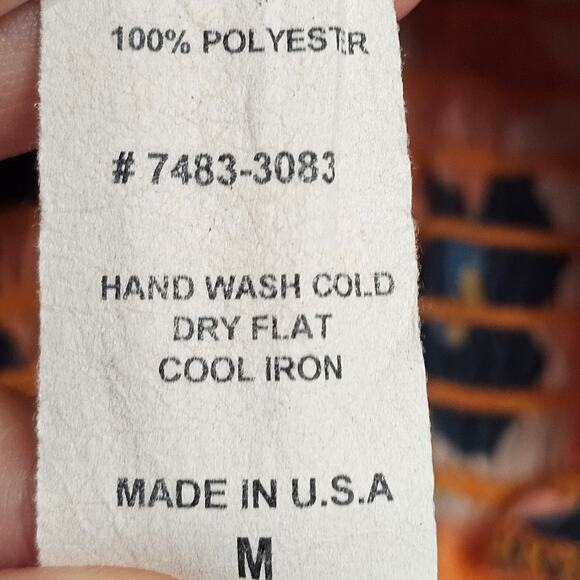 100% POLYESTER
# 7483-3083
HAND WASH COLD
DRY FLAT
COOL IRON
MADE IN U.S.A
M